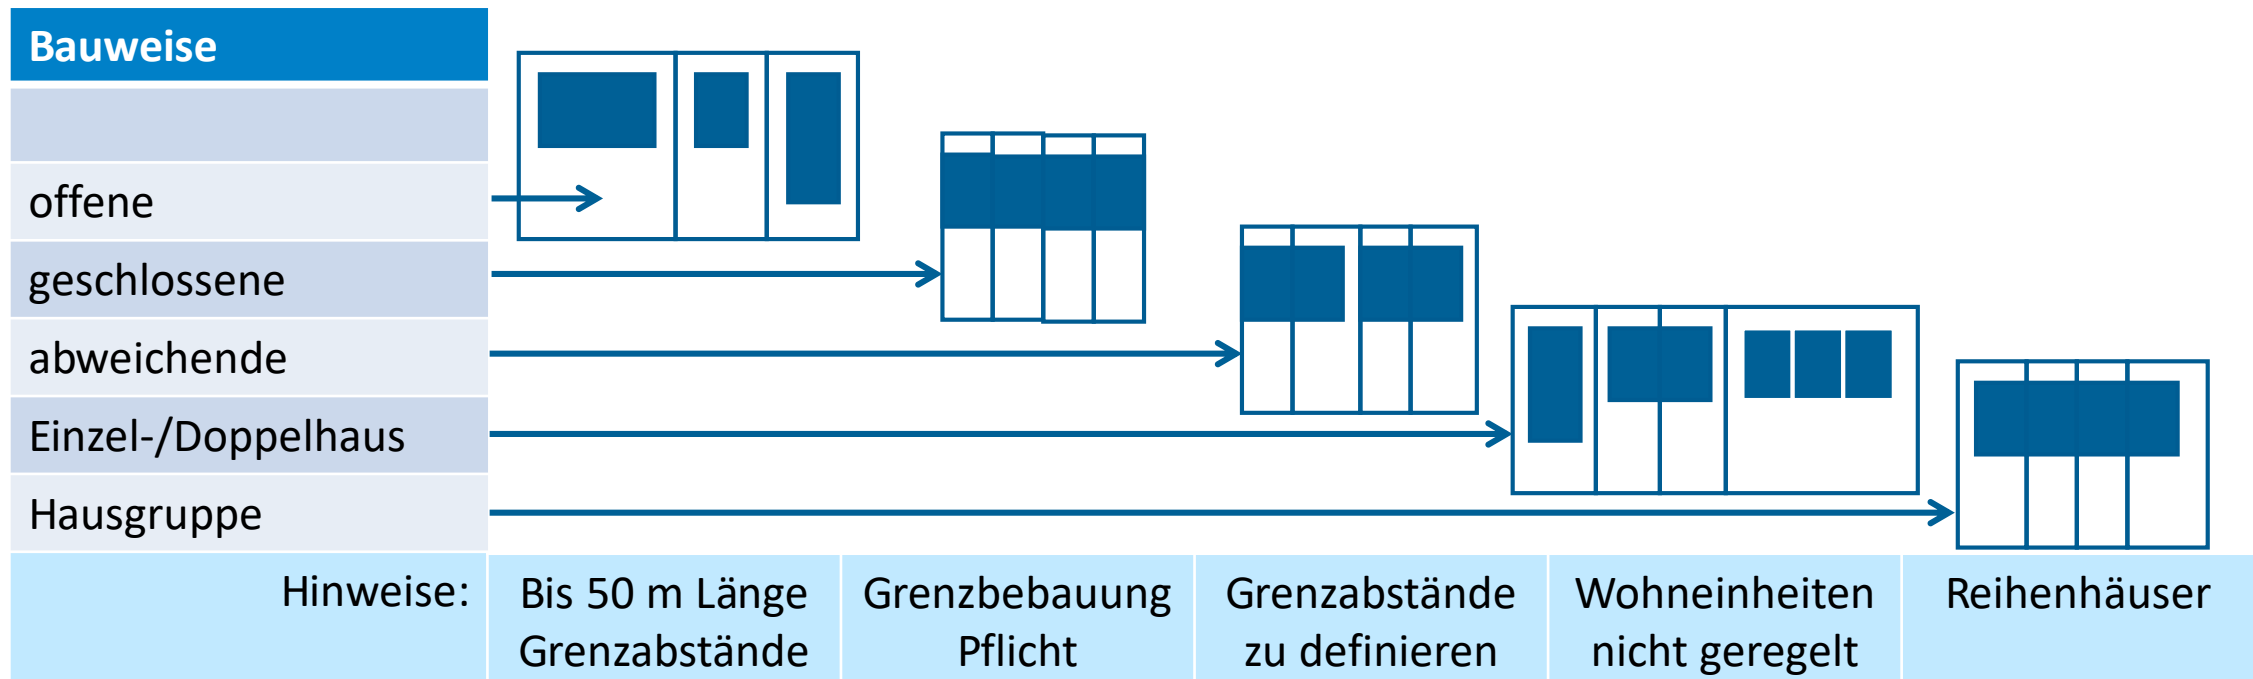 Bauweise
offene
geschlossene
abweichende
Einzel-/Doppelhaus
Hausgruppe
Hinweise:
Bis 50 m Länge
Grenzabstände
Grenzbebauung
Pflicht
Grenzabstände
zu definieren
Wohneinheiten
nicht geregelt
Reihenhäuser